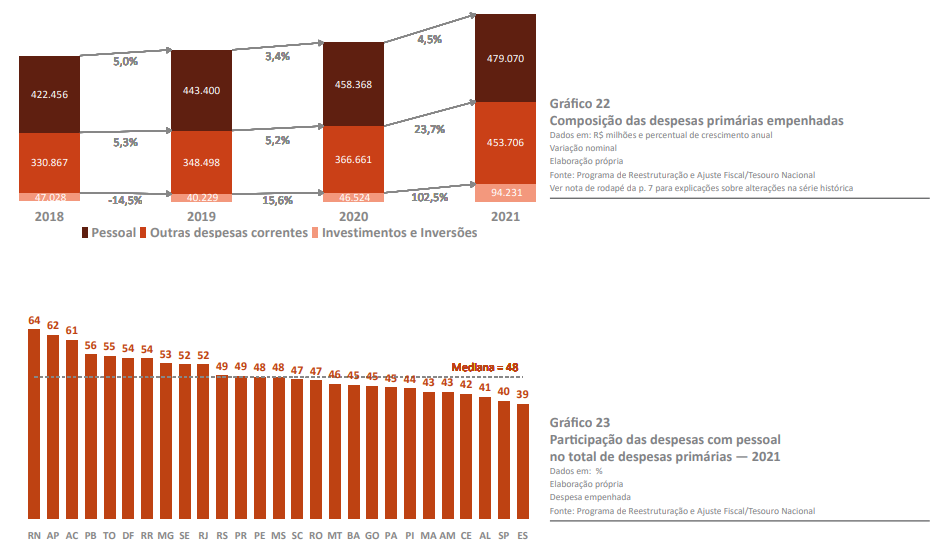 4,5%
479.070
3,4%
5,0%
458.368
443.400
422.456
Gráfico 22
Composição das despesas primárias empenhadas
Dados em: R$ milhões e percentual de crescimento anual
Variação nominal
Elaboração própria
Fonte: Programa de Reestruturação e Ajuste Fiscal/Tesouro Nacional
Ver nota de rodapé da p. 7 para explicações sobre alterações na série histórica
23,7%
5,3%
5,2%
453.706
330.867
348.498
366.661
47.028
-14,5%
40.229
15,6%
46.524
102,5%
94.231
2018 2019 2020 2021
Pessoal Outras despesas correntes Investimentos e Inversões
64 62 61 56 55 54 54 53 52 52 49 49 48 48 47 47 46 45 45 45 44 43 43 42 41 40 39
Mediana = 48
Gráfico 23
Participação das despesas com pessoal
no total de despesas primárias — 2021
Dados em: %
Elaboração própria
Despesa empenhada
Fonte: Programa de Reestruturação e Ajuste Fiscal/Tesouro Nacional
RN AP AC PB TO DF RR MG SE RJ RS PR PE MS SC RO MT BA GO PA PI MA AM CE AL SP ES